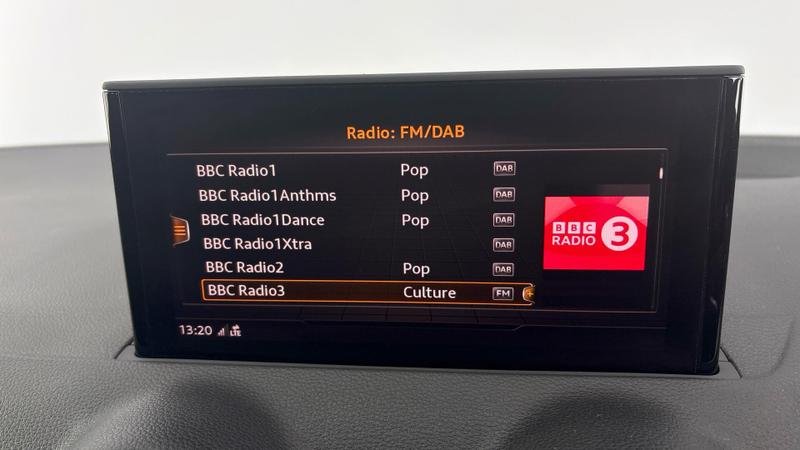 Radio: FM/DAB
BBC Radio1 Pop DAB
BBC Radio1Anthms Pop DAB
BBC Radio1Dance Pop DAB
BBC Radio1Xtra DAB
BBC Radio2 Pop DAB
BBC Radio3 Culture FM
BBC
RADIO 3
13:20 LTE